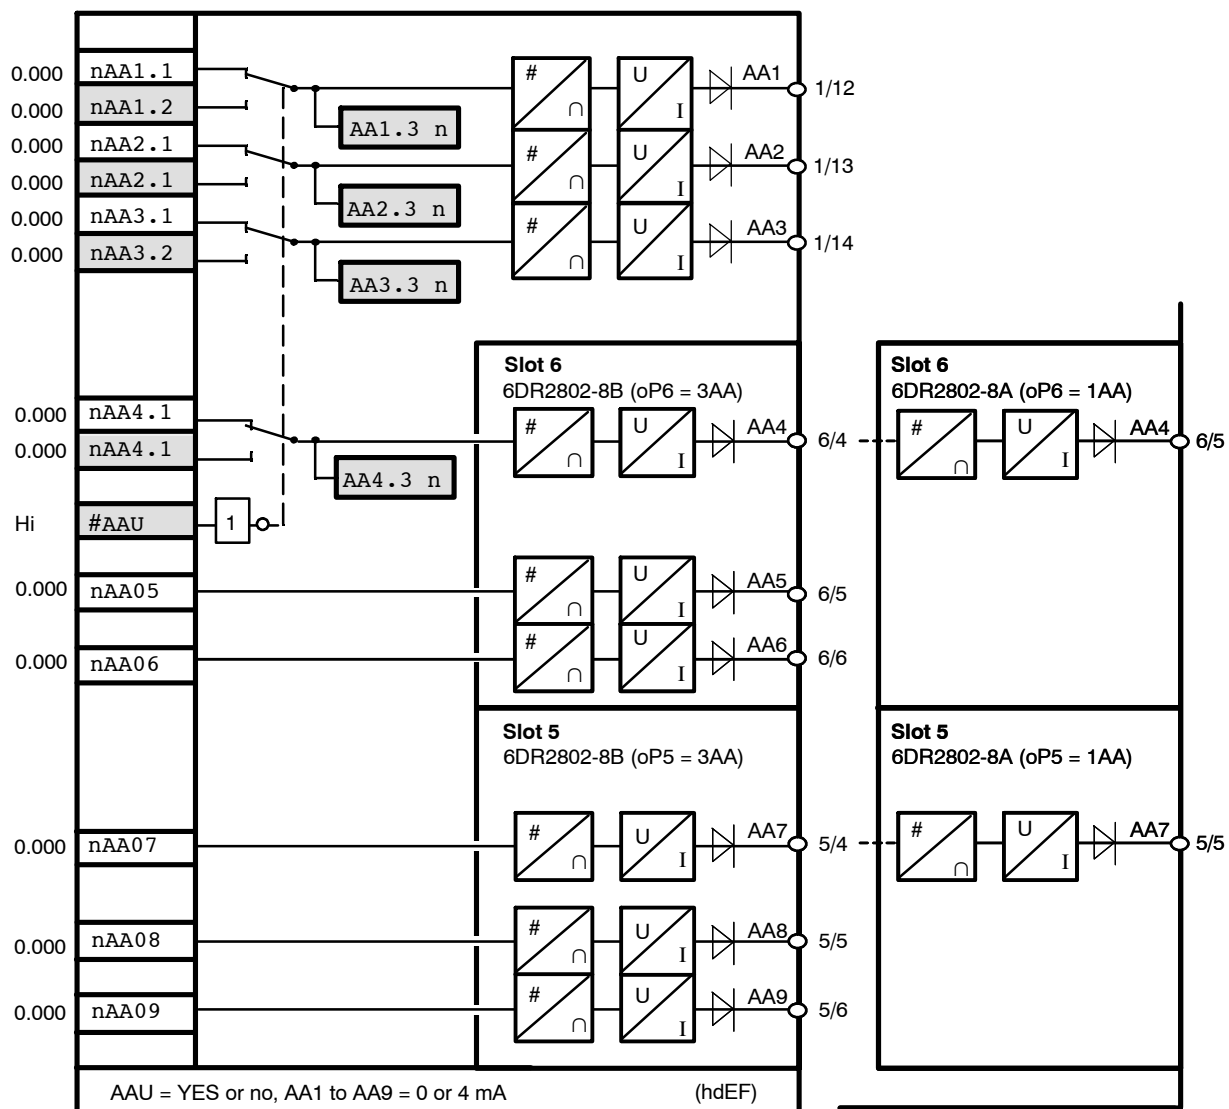 0.000 nAA1.1 # ∩ U I AA1 1/12
0.000 nAA1.2
AA1.3 n
0.000 nAA2.1 # ∩ U I AA2 1/13
0.000 nAA2.1
AA2.3 n
0.000 nAA3.1 # ∩ U I AA3 1/14
0.000 nAA3.2
AA3.3 n
Slot 6
6DR2802-8B (oP6 = 3AA)
Slot 6
6DR2802-8A (oP6 = 1AA)
0.000 nAA4.1 # ∩ U I AA4 6/4
# ∩ U I AA4 6/5
0.000 nAA4.1
AA4.3 n
Hi #AAU 1
0.000 nAA05 # ∩ U I AA5 6/5
0.000 nAA06 # ∩ U I AA6 6/6
Slot 5
6DR2802-8B (oP5 = 3AA)
Slot 5
6DR2802-8A (oP5 = 1AA)
0.000 nAA07 # ∩ U I AA7 5/4
# ∩ U I AA7 5/5
0.000 nAA08 # ∩ U I AA8 5/5
0.000 nAA09 # ∩ U I AA9 5/6
AAU = YES or no, AA1 to AA9 = 0 or 4 mA (hdEF)